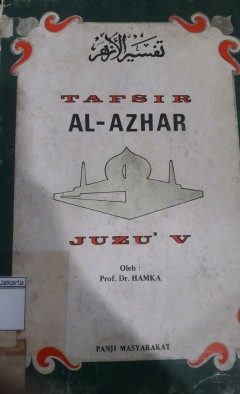 تفسير الأزهر
TAFSIR
AL-AZHAR
JUZU' V
Oleh :
Prof. Dr. HAMKA
Jakarta
PANJI MASYARAKAT